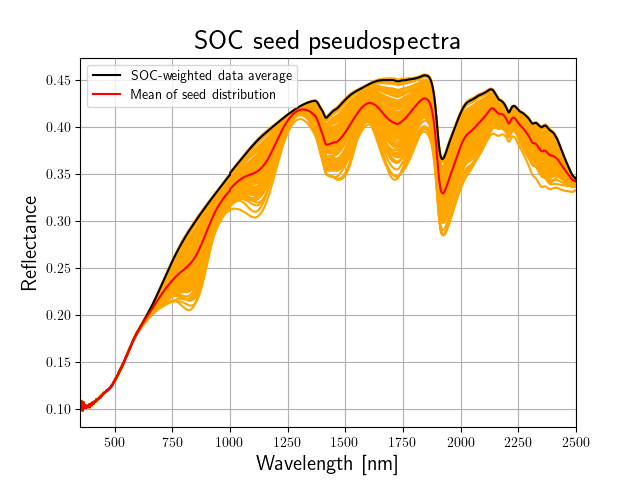 SOC seed pseudospectra
SOC-weighted data average
Mean of seed distribution
Reflectance
0.45
0.40
0.35
0.30
0.25
0.20
0.15
0.10
500 750 1000 1250 1500 1750 2000 2250 2500
Wavelength [nm]